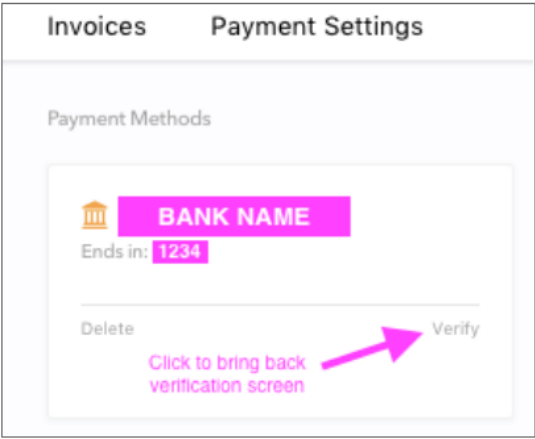 Invoices Payment Settings
Payment Methods
BANK NAME
Ends in: 1234
Delete Verify
Click to bring back
verification screen